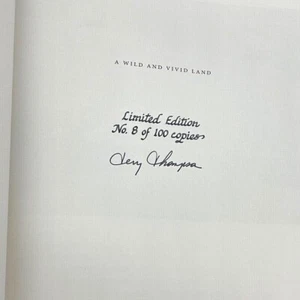 A WILD AND VIVID LAND
Limited Edition
No. 8 of 100 copies
Jerry Thompson